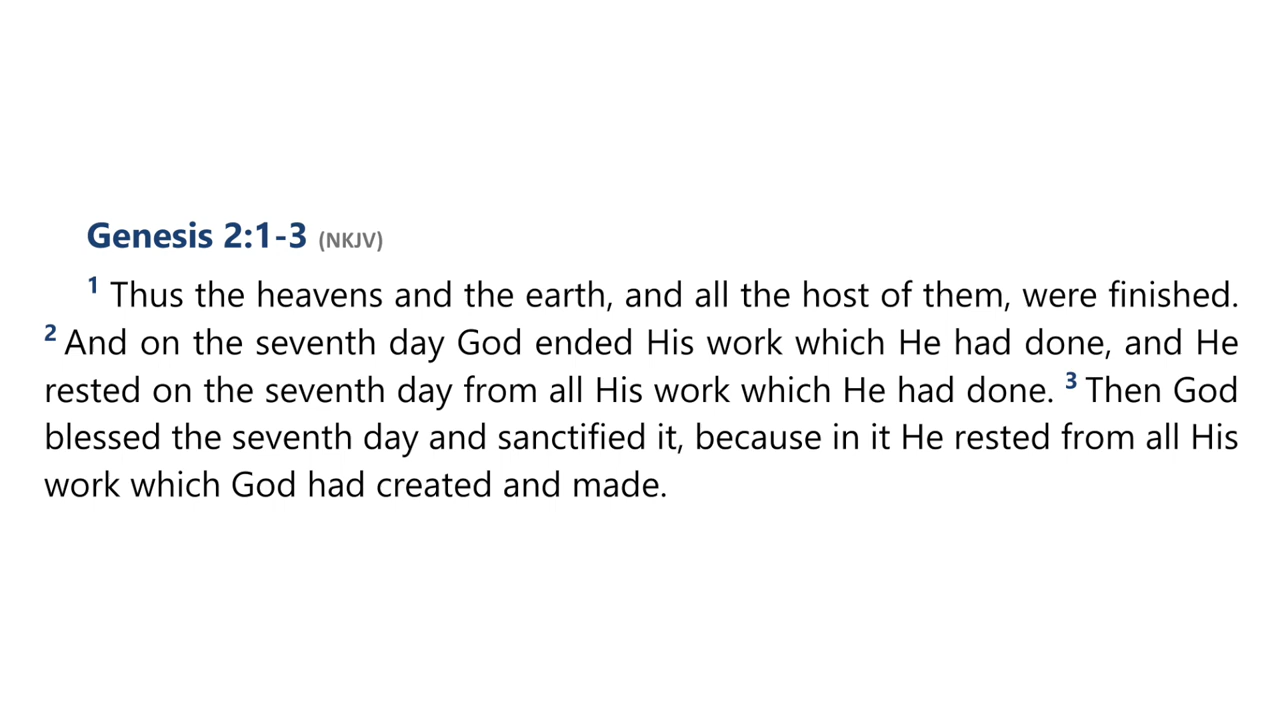 Genesis 2:1-3 (NKJV)
1 Thus the heavens and the earth, and all the host of them, were finished.
2 And on the seventh day God ended His work which He had done, and He
rested on the seventh day from all His work which He had done. 3 Then God
blessed the seventh day and sanctified it, because in it He rested from all His
work which God had created and made.